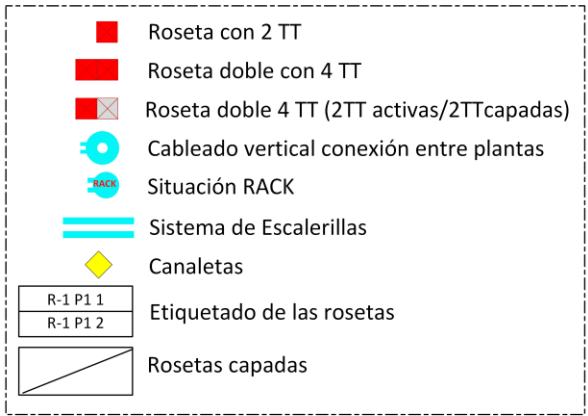 Roseta con 2 TT
Roseta doble con 4 TT
Roseta doble 4 TT (2TT activas/2TTcapadas)
Cableado vertical conexión entre plantas
RACK Situación RACK
Sistema de Escalerillas
Canaletas
R-1 P1 1
R-1 P1 2
Etiquetado de las rosetas
Rosetas capadas